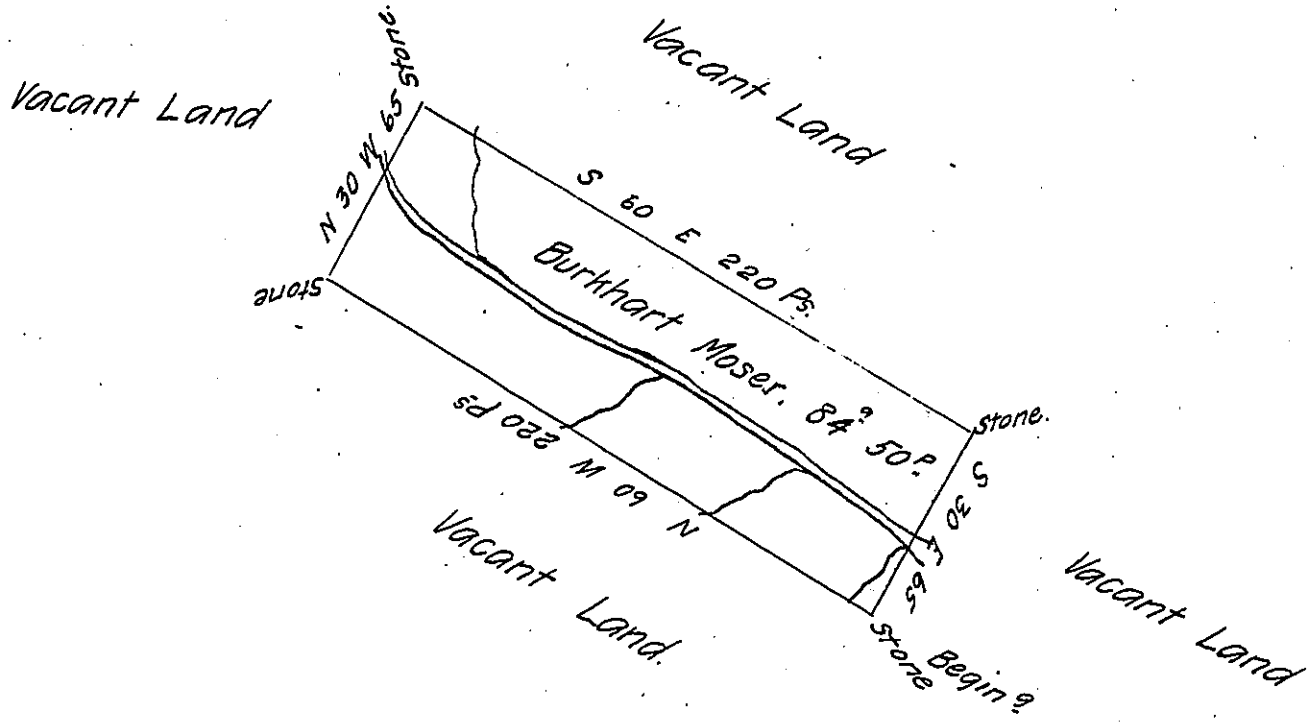 Vacant Land
Vacant Land
Stone.
N 30 W 65
S 60 E 220 Ps.
Stone
Burkhart Moser. 84a 50P.
Stone.
S 30 E 65
N 60 W 220 Ps
Vacant Land.
Vacant Land
Stone Begin g